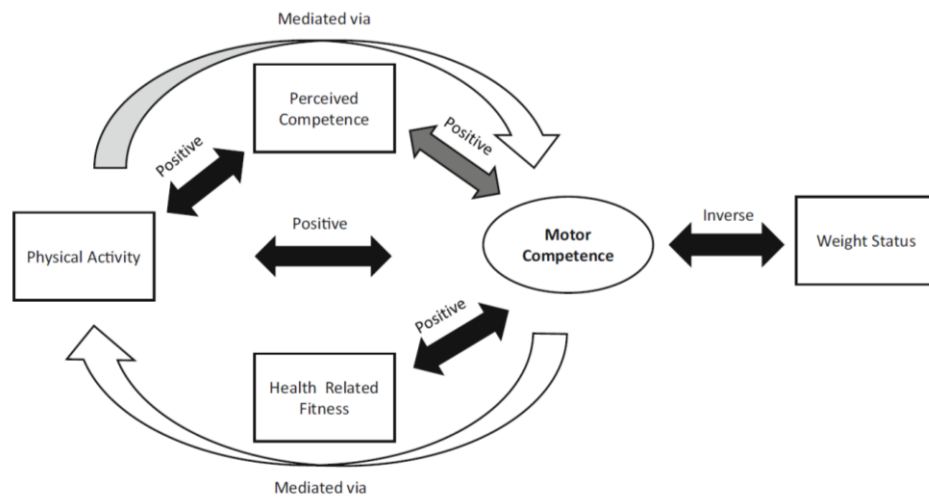 Mediated via
Perceived
Competence
Positive
Positive
Physical Activity
Positive
Motor
Competence
Inverse
Weight Status
Positive
Health Related
Fitness
Mediated via